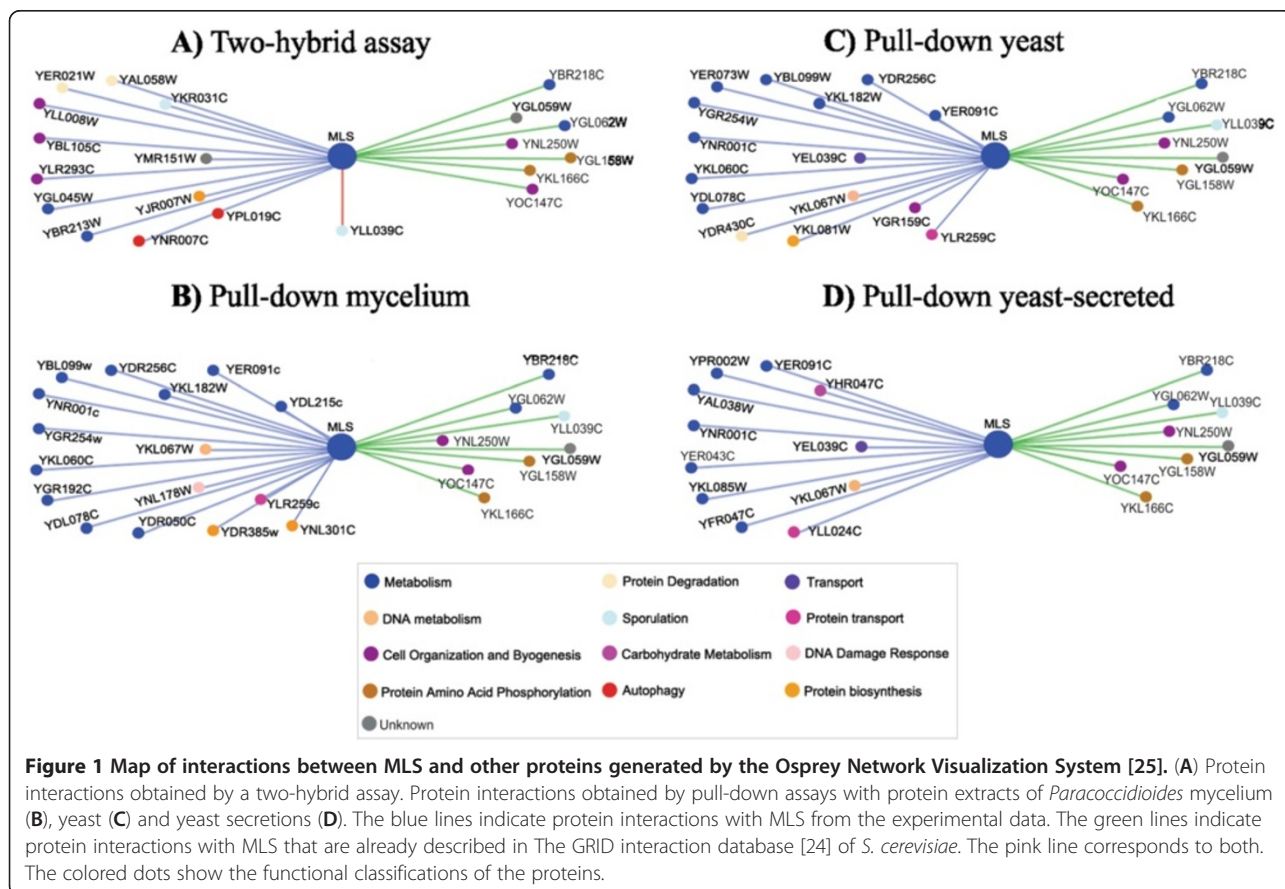 A) Two-hybrid assay
YER021W
YAL058W
YKR031C
YLL008W
YBL105C
YMR151W
YLR293C
YGL045W
YJR007W
YBR213W
YPL019C
YNR007C
MLS
YLL039C
YBR218C
YGL059W
YGL062W
YNL250W
YGL158W
YKL166C
YOC147C
C) Pull-down yeast
YER073W
YBL099W
YDR256C
YKL182W
YER091C
YGR254W
YNR001C
YEL039C
YKL060C
YDL078C
YKL067W
YGR159C
YDR430C
YKL081W
YLR259C
MLS
YBR218C
YGL062W
YLL039C
YNL250W
YGL059W
YGL158W
YOC147C
YKL166C
B) Pull-down mycelium
YBL099w
YDR256C
YER091c
YKL182W
YDL215c
YNR001c
YGR254w
YKL067W
YKL060C
YGR192C
YNL178W
YLR259c
YDL078C
YDR050C
YDR385w
YNL301C
MLS
YBR218C
YGL062W
YLL039C
YNL250W
YGL059W
YGL158W
YOC147C
YKL166C
D) Pull-down yeast-secreted
YPR002W
YER091C
YHR047C
YAL038W
YNR001C
YEL039C
YER043C
YKL085W
YKL067W
YFR047C
YLL024C
MLS
YBR218C
YGL062W
YLL039C
YNL250W
YGL059W
YGL158W
YOC147C
YKL166C
Metabolism
Protein Degradation
Transport
DNA metabolism
Sporulation
Protein transport
Cell Organization and Byogenesis
Carbohydrate Metabolism
DNA Damage Response
Protein Amino Acid Phosphorylation
Autophagy
Protein biosynthesis
Unknown
Figure 1 Map of interactions between MLS and other proteins generated by the Osprey Network Visualization System [25]. (A) Protein
interactions obtained by a two-hybrid assay. Protein interactions obtained by pull-down assays with protein extracts of Paracoccidioides mycelium
(B), yeast (C) and yeast secretions (D). The blue lines indicate protein interactions with MLS from the experimental data. The green lines indicate
protein interactions with MLS that are already described in The GRID interaction database [24] of S. cerevisiae. The pink line corresponds to both.
The colored dots show the functional classifications of the proteins.